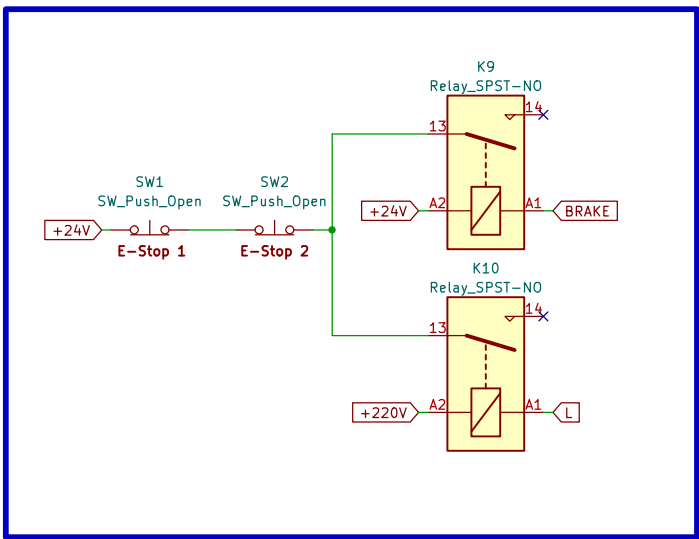 K9
Relay_SPST-NO
14
13
SW1
SW_Push_Open
SW2
SW_Push_Open
+24V
A2
A1
BRAKE
+24V
E-Stop 1
E-Stop 2
K10
Relay_SPST-NO
14
13
+220V
A2
A1
L